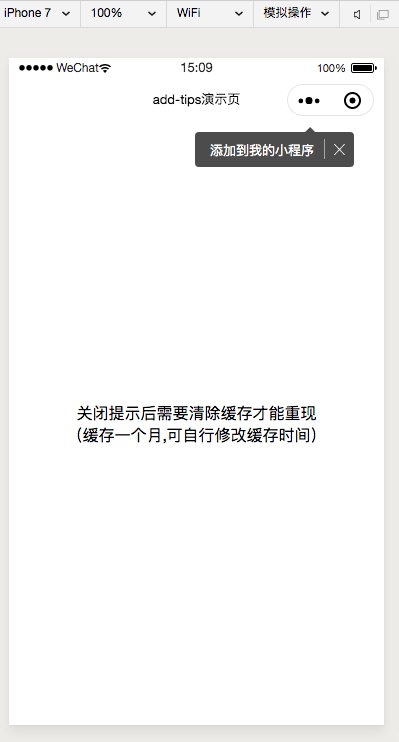 iPhone 7 100% WiFi 模拟操作
WeChat 15:09 100%
add-tips演示页
添加到我的小程序
关闭提示后需要清除缓存才能重现
（缓存一个月,可自行修改缓存时间）